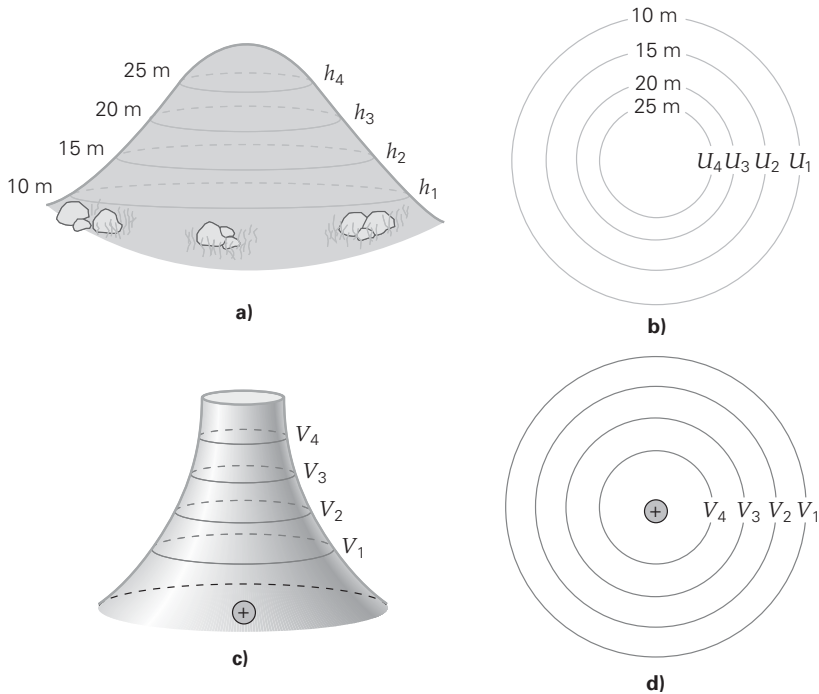 25 m
h₄
20 m
h₃
15 m
h₂
10 m
h₁
a)
10 m
15 m
20 m
25 m
U₄ U₃ U₂ U₁
b)
V₄
V₃
V₂
V₁
+
c)
+ V₄ V₃ V₂ V₁
d)